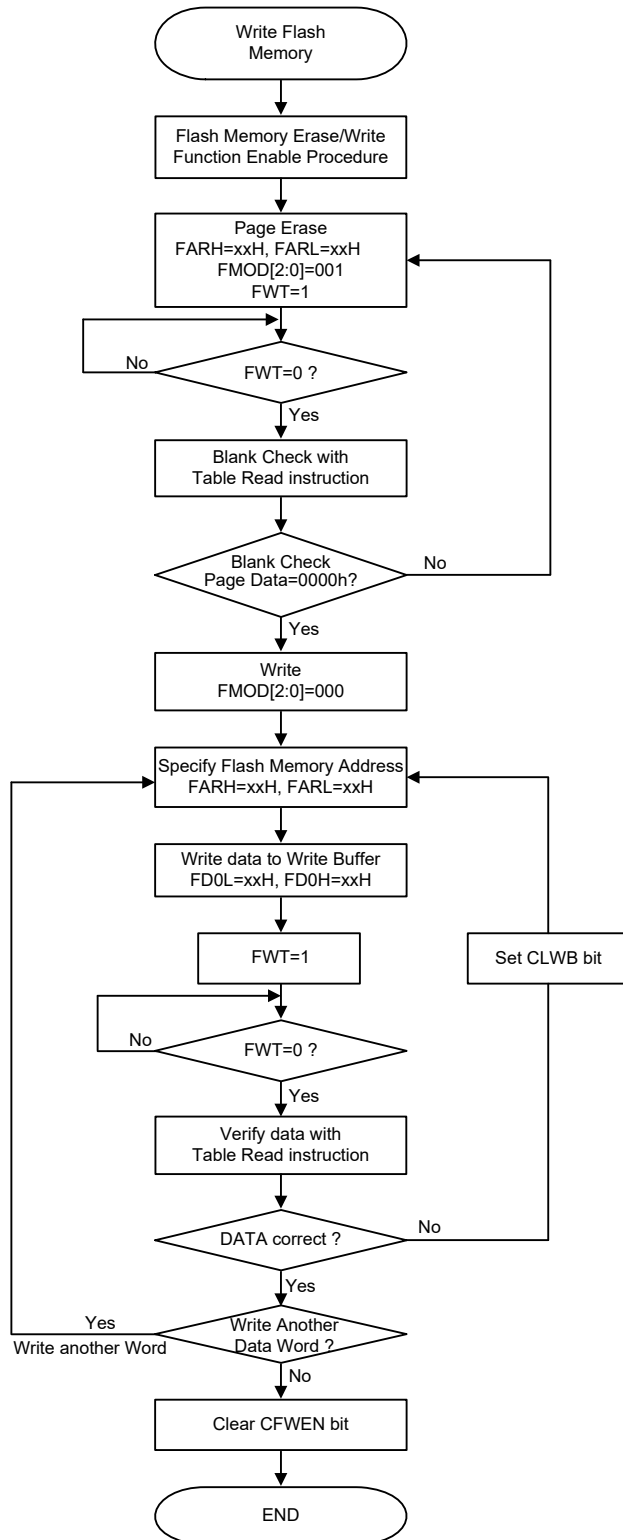 Write Flash
Memory
Flash Memory Erase/Write
Function Enable Procedure
Page Erase
FARH=xxH, FARL=xxH
FMOD[2:0]=001
FWT=1
No
FWT=0 ?
Yes
Blank Check with
Table Read instruction
Blank Check
Page Data=0000h?
No
Yes
Write
FMOD[2:0]=000
Specify Flash Memory Address
FARH=xxH, FARL=xxH
Write data to Write Buffer
FD0L=xxH, FD0H=xxH
FWT=1
Set CLWB bit
No
FWT=0 ?
Yes
Verify data with
Table Read instruction
DATA correct ?
No
Yes
Write Another
Data Word ?
Yes
Write another Word
No
Clear CFWEN bit
END